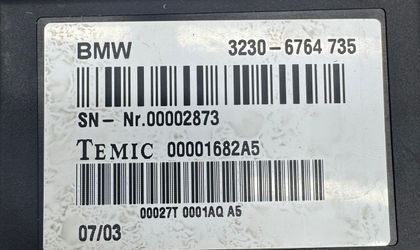 BMW 3230-6764 735
SN- Nr.00002873
TEMIC 00001682A5
00027T 0001AQ A5
07/03